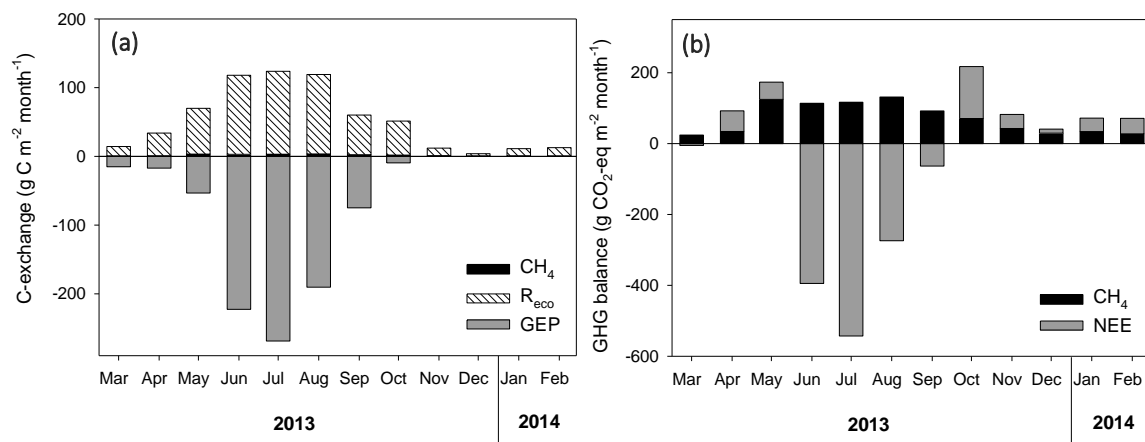 (a)
C-exchange (g C m⁻² month⁻¹)
200
100
0
-100
-200
CH₄
R_eco
GEP
Mar Apr May Jun Jul Aug Sep Oct Nov Dec Jan Feb
2013 2014
(b)
GHG balance (g CO₂-eq m⁻² month⁻¹)
200
0
-200
-400
-600
CH₄
NEE
Mar Apr May Jun Jul Aug Sep Oct Nov Dec Jan Feb
2013 2014